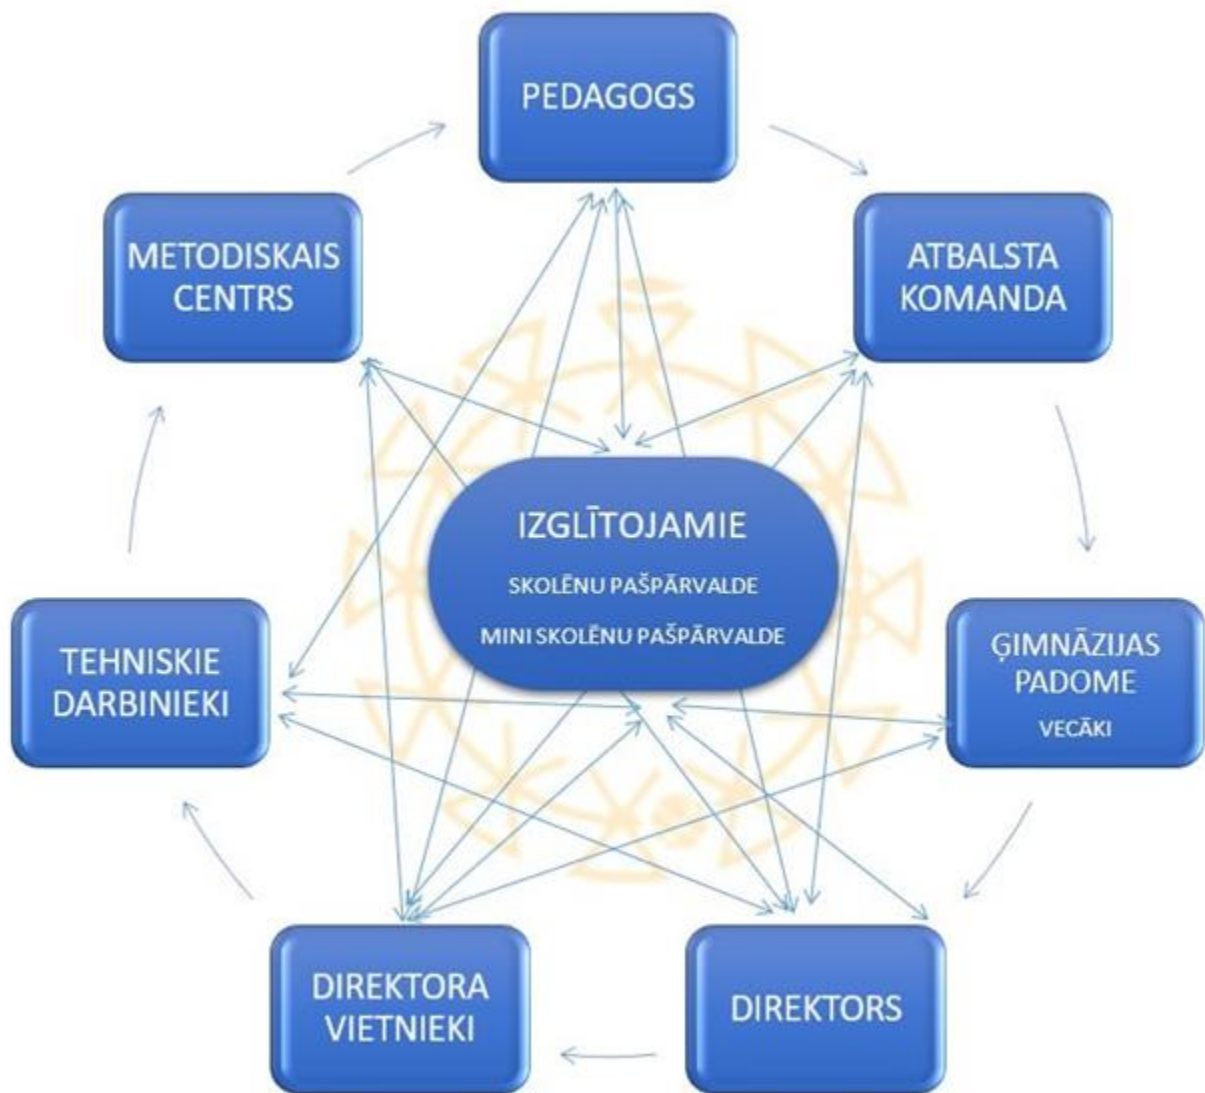 PEDAGOGS
METODISKAIS
CENTRS
ATBALSTA
KOMANDA
IZGLĪTOJAMIE
SKOLĒNU PAŠPĀRVALDE
MINI SKOLĒNU PAŠPĀRVALDE
TEHNISKIE
DARBINIEKI
ĢIMNĀZIJAS
PADOME
VECĀKI
DIREKTORA
VIETNIEKI
DIREKTORS